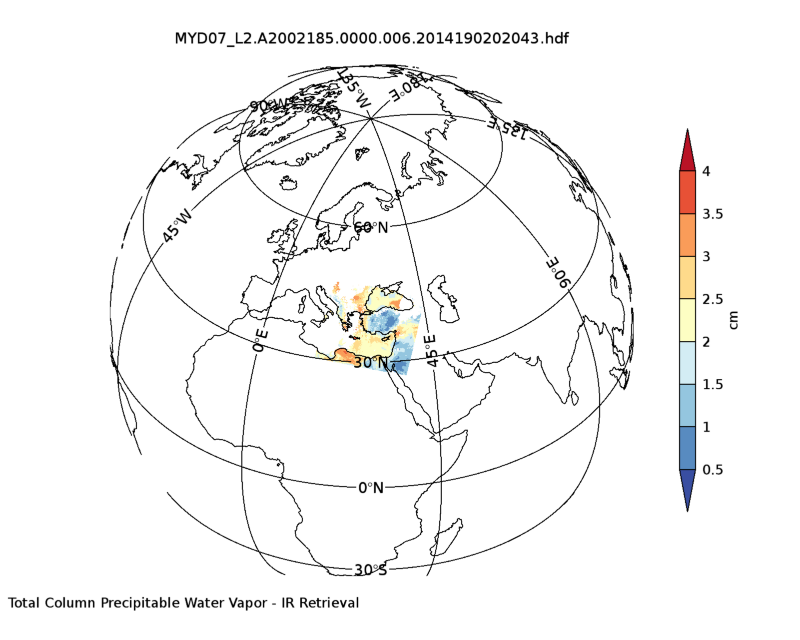 MYD07_L2.A2002185.0000.006.2014190202043.hdf
135°W
180°E
90°W
135°E
45°W
60°N
90°E
0°E
45°E
30°N
0°N
30°S
4
3.5
3
2.5
2
1.5
1
0.5
cm
Total Column Precipitable Water Vapor - IR Retrieval